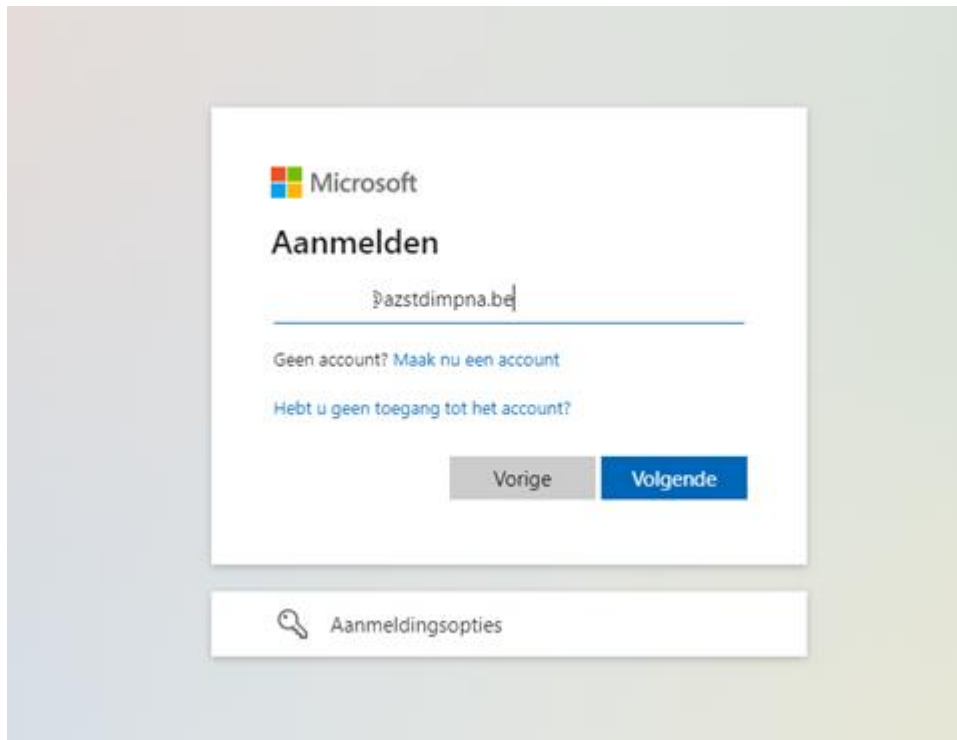 Microsoft
Aanmelden
@azstdimpna.be
Geen account? Maak nu een account
Hebt u geen toegang tot het account?
Vorige
Volgende
Aanmeldingsopties